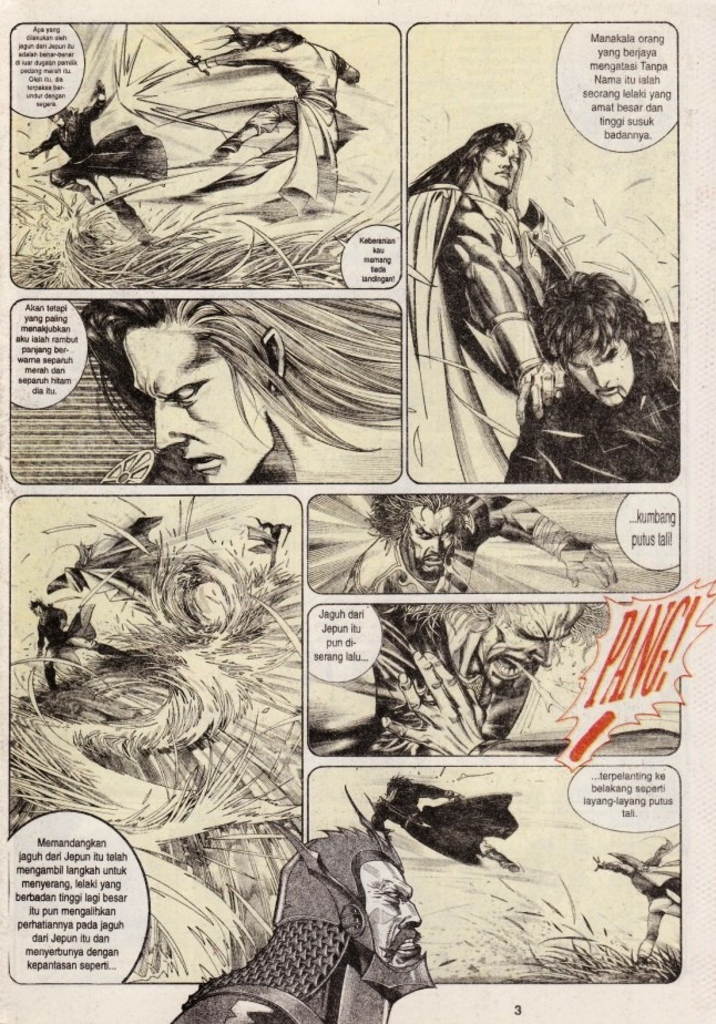 Apa yang
dilakukan oleh
jaguh dari Jepun itu
adalah benar-benar
di luar dugaan pemilik
pedang merah itu.
Oleh itu, dia
terpaksa ber-
undur dengan
segera.
Keberanian
kau
memang
tiada
landingan!
Manakala orang
yang berjaya
mengatasi Tanpa
Nama itu ialah
seorang lelaki yang
amat besar dan
tinggi susuk
badannya.
Akan tetapi
yang paling
menakjubkan
aku ialah rambut
panjang ber-
warna separuh
merah dan
separuh hitam
dia itu.
Memandangkan
jaguh dari Jepun itu telah
mengambil langkah untuk
menyerang, lelaki yang
berbadan tinggi lagi besar
itu pun mengalihkan
perhatiannya pada jaguh
dari Jepun itu dan
menyerbunya dengan
kepantasan seperti...
...kumbang
putus tali!
Jaguh dari
Jepun itu
pun di-
serang lalu...
PANG!
...terpelanting ke
belakang seperti
layang-layang putus
tali.
3